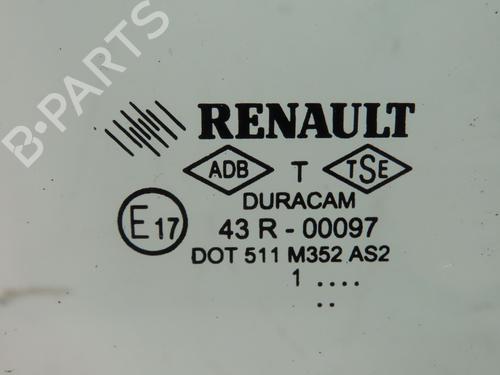 B-PARTS
RENAULT
ADB T TSE
DURACAM
E17 43 R - 00097
DOT 511 M352 AS2
1 ....
..